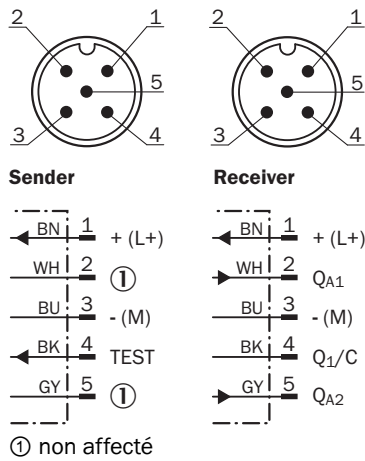 2 1
5
3 4
2 1
5
3 4
Sender
BN 1 + (L+)
WH 2 ①
BU 3 - (M)
BK 4 TEST
GY 5 ①
① non affecté
Receiver
BN 1 + (L+)
WH 2 QA1
BU 3 - (M)
BK 4 Q1/C
GY 5 QA2